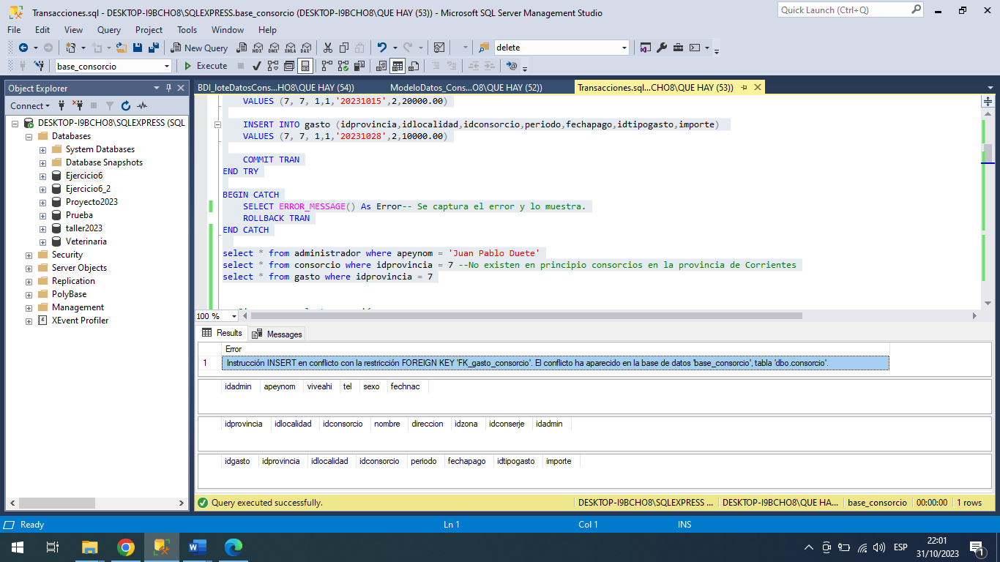 Transacciones.sql - DESKTOP-I9BCHO8\SQLEXPRESS.base_consorcio (DESKTOP-I9BCHO8\QUE HAY (53)) - Microsoft SQL Server Management Studio
Quick Launch (Ctrl+Q)
File Edit View Query Project Tools Window Help
New Query MDX DMX XMLA DAX delete
base_consorcio Execute
Object Explorer
BDI_loteDatosCons...HO8\QUE HAY (54)) ModeloDatos_Cons...O8\QUE HAY (52)) Transacciones.sql...CHO8\QUE HAY (53))
Connect
DESKTOP-I9BCHO8\SQLEXPRESS (SQL
Databases
System Databases
Database Snapshots
Ejercicio6
Ejercicio6_2
Proyecto2023
Prueba
taller2023
Veterinaria
Security
Server Objects
Replication
PolyBase
Management
XEvent Profiler
VALUES (7, 7, 1,1,'20231015',2,20000.00)
INSERT INTO gasto (idprovincia,idlocalidad,idconsorcio,periodo,fechapago,idtipogasto,importe)
VALUES (7, 7, 1,1,'20231028',2,10000.00)
COMMIT TRAN
END TRY
BEGIN CATCH
SELECT ERROR_MESSAGE() As Error-- Se captura el error y lo muestra.
ROLLBACK TRAN
END CATCH
select * from administrador where apeynom = 'Juan Pablo Duete'
select * from consorcio where idprovincia = 7 --No existen en principio consorcios en la provincia de Corrientes
select * from gasto where idprovincia = 7
100 %
Results Messages
Error
1 Instrucción INSERT en conflicto con la restricción FOREIGN KEY 'FK_gasto_consorcio'. El conflicto ha aparecido en la base de datos 'base_consorcio', tabla 'dbo.consorcio'.
idadmin apeynom viveahi tel sexo fechnac
idprovincia idlocalidad idconsorcio nombre direccion idzona idconserje idadmin
idgasto idprovincia idlocalidad idconsorcio periodo fechapago idtipogasto importe
Query executed successfully. DESKTOP-I9BCHO8\SQLEXPRESS ... DESKTOP-I9BCHO8\QUE HA... base_consorcio 00:00:00 1 rows
Ready Ln 1 Col 1 INS
ESP 22:01
31/10/2023
1